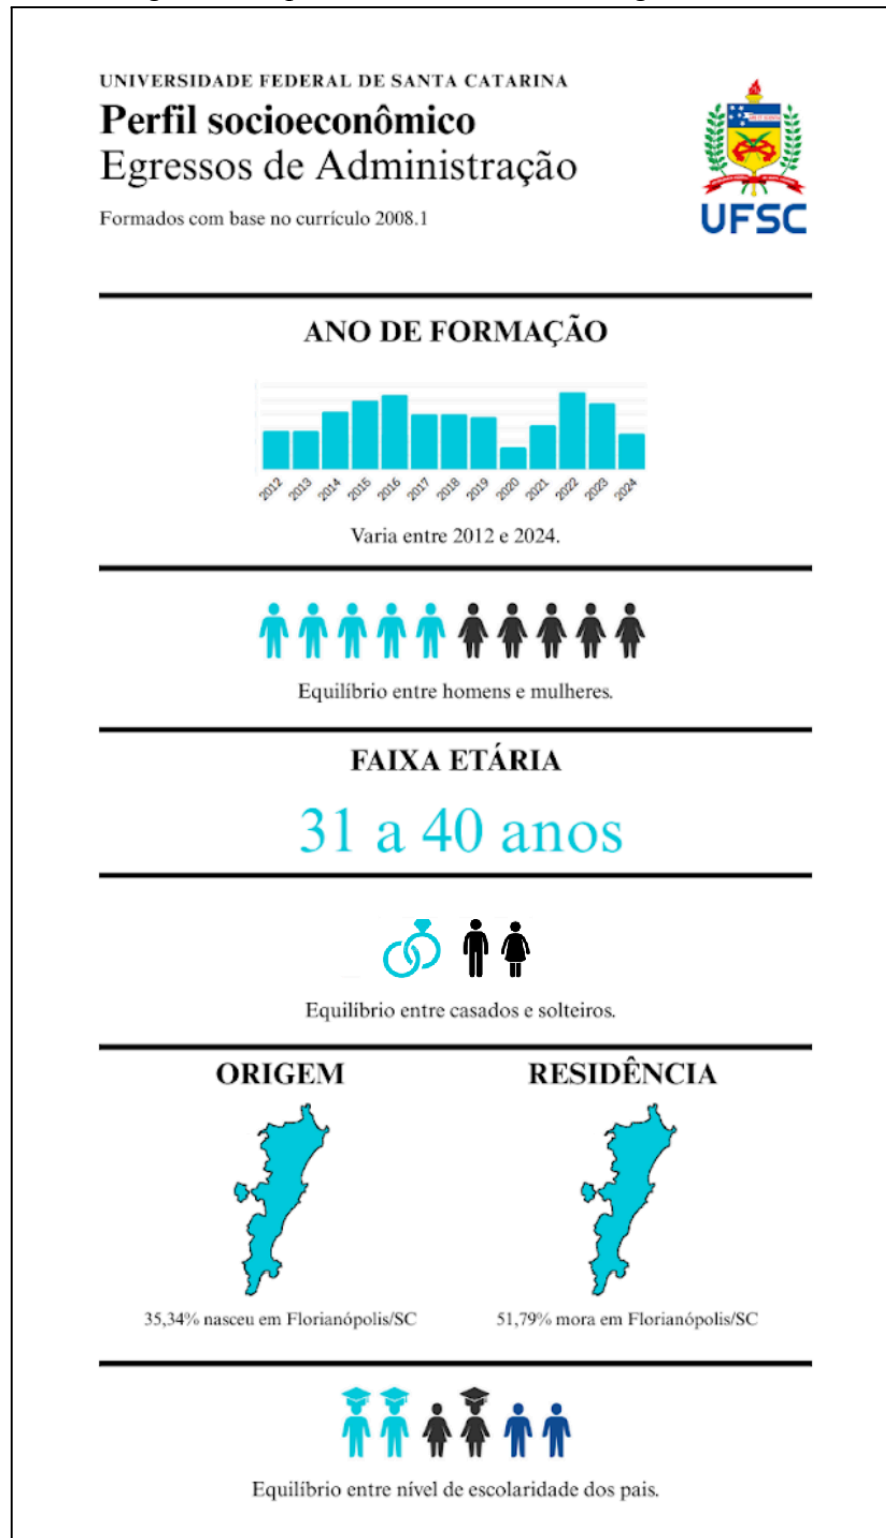 UNIVERSIDADE FEDERAL DE SANTA CATARINA
Perfil socioeconômico
Egressos de Administração
Formados com base no currículo 2008.1
UFSC
ANO DE FORMAÇÃO
2012 2013 2014 2015 2016 2017 2018 2019 2020 2021 2022 2023 2024
Varia entre 2012 e 2024.
Equilíbrio entre homens e mulheres.
FAIXA ETÁRIA
31 a 40 anos
Equilíbrio entre casados e solteiros.
ORIGEM
RESIDÊNCIA
35,34% nasceu em Florianópolis/SC
51,79% mora em Florianópolis/SC
Equilíbrio entre nível de escolaridade dos pais.